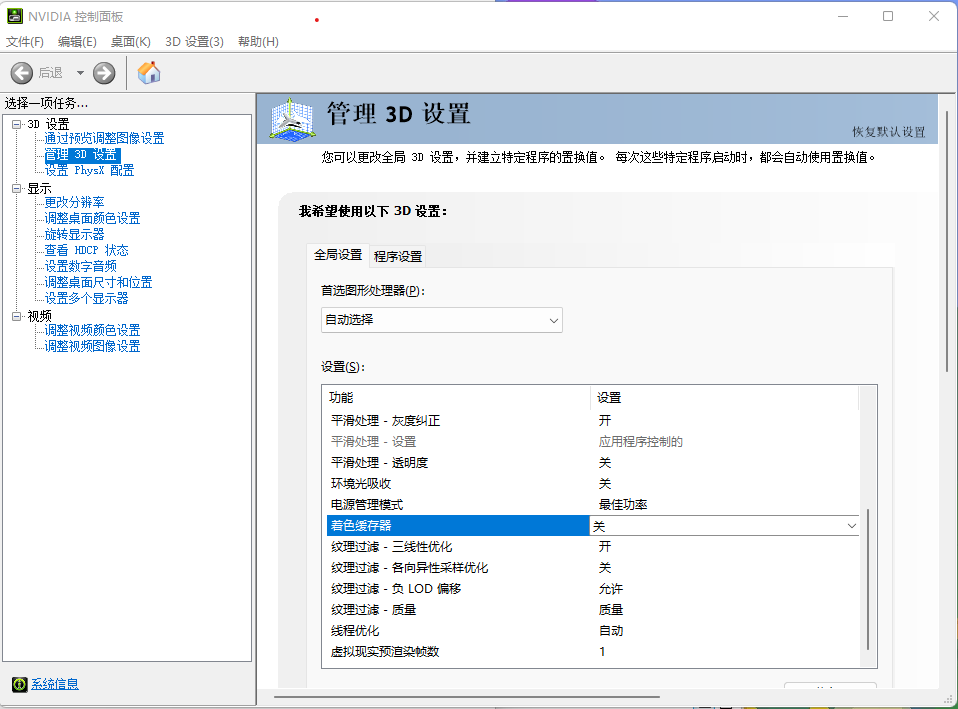 NVIDIA 控制面板
文件(F) 编辑(E) 桌面(K) 3D 设置(3) 帮助(H)
后退
选择一项任务...
3D 设置
通过预览调整图像设置
管理 3D 设置
设置 PhysX 配置
显示
更改分辨率
调整桌面颜色设置
旋转显示器
查看 HDCP 状态
设置数字音频
调整桌面尺寸和位置
设置多个显示器
视频
调整视频颜色设置
调整视频图像设置
系统信息
管理 3D 设置
恢复默认设置
您可以更改全局 3D 设置，并建立特定程序的置换值。 每次这些特定程序启动时，都会自动使用置换值。
我希望使用以下 3D 设置：
全局设置 程序设置
首选图形处理器(P)：
自动选择
设置(S)：
功能 设置
平滑处理 - 灰度纠正 开
平滑处理 - 设置 应用程序控制的
平滑处理 - 透明度 关
环境光吸收 关
电源管理模式 最佳功率
着色缓存器 关
纹理过滤 - 三线性优化 开
纹理过滤 - 各向异性采样优化 关
纹理过滤 - 负 LOD 偏移 允许
纹理过滤 - 质量 质量
线程优化 自动
虚拟现实预渲染帧数 1